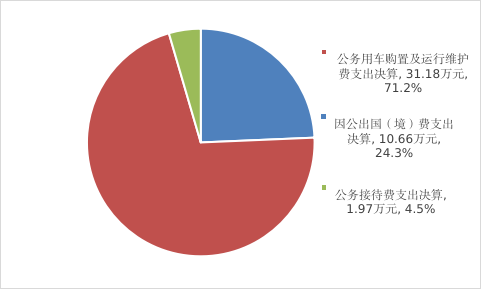 公务用车购置及运行维护
费支出决算, 31.18万元,
71.2%
因公出国（境）费支出
决算, 10.66万元,
24.3%
公务接待费支出决算,
1.97万元, 4.5%